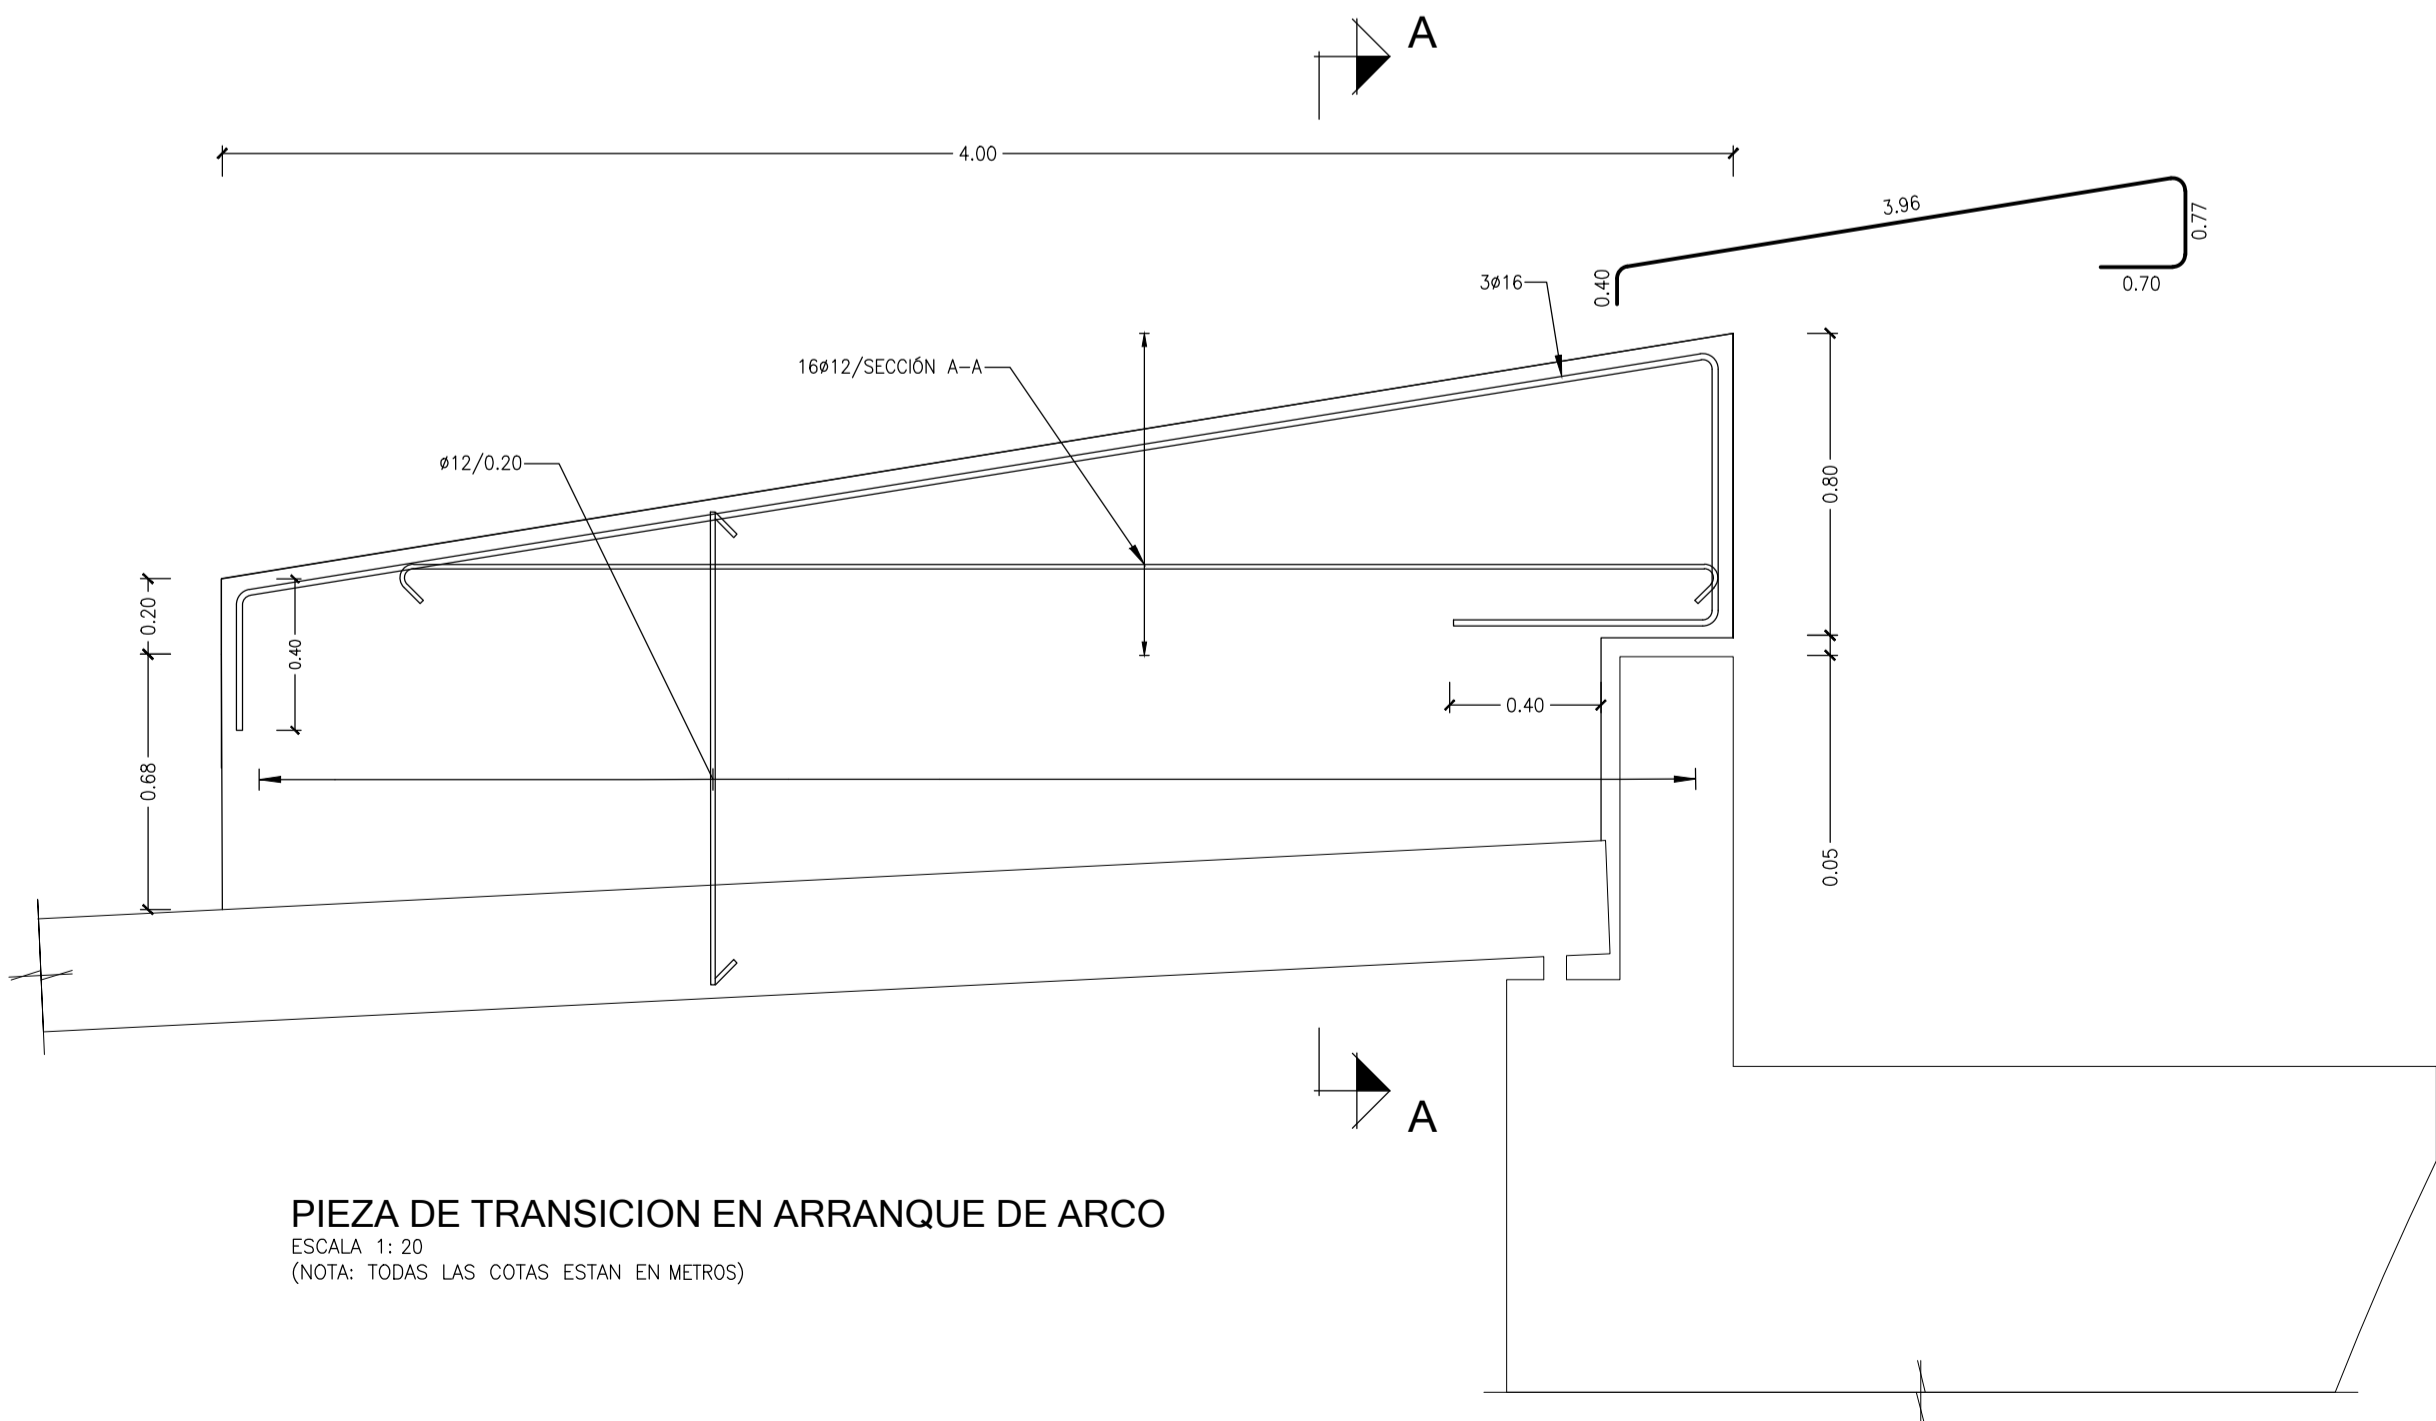 A
4.00
3.96
0.77
0.40
0.70
3ø16
16ø12/SECCIÓN A-A
ø12/0.20
0.80
0.20
0.40
0.40
0.68
0.05
A
PIEZA DE TRANSICION EN ARRANQUE DE ARCO
ESCALA 1: 20
(NOTA: TODAS LAS COTAS ESTAN EN METROS)